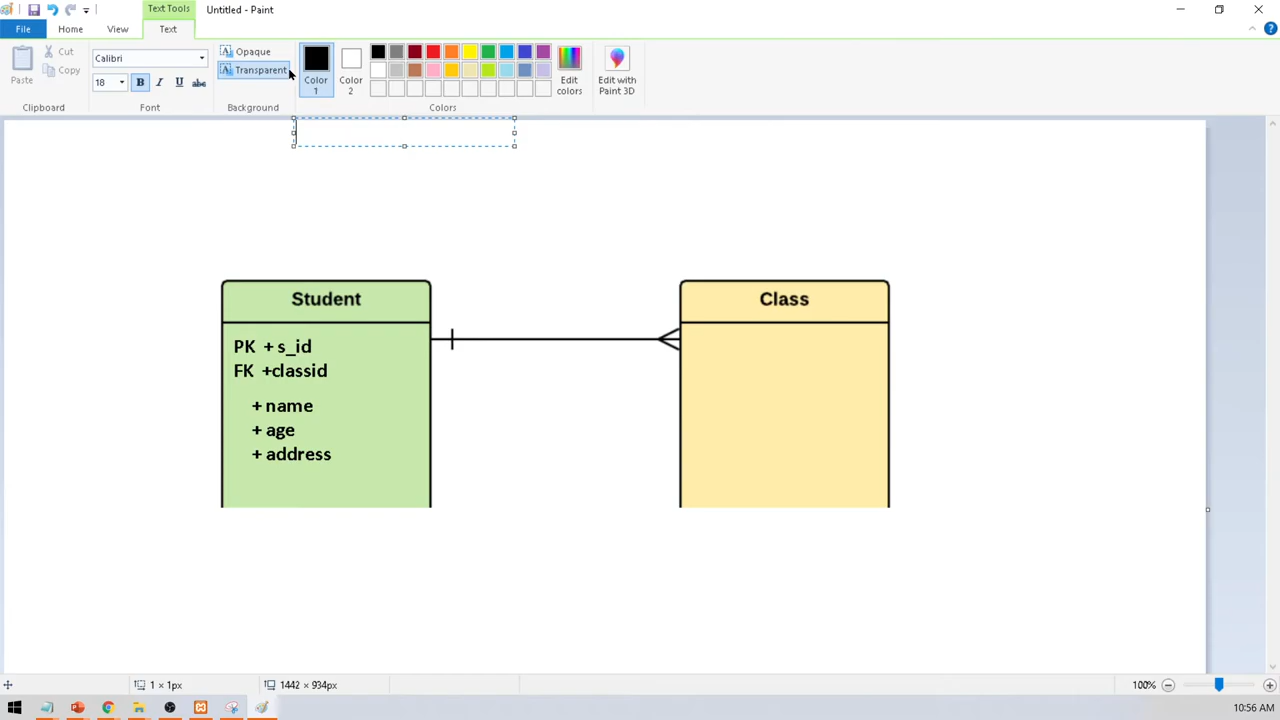 Text Tools
Untitled - Paint
File
Home
View
Text
Paste
Cut
Copy
Clipboard
Calibri
18
B
I
U
abc
Font
Opaque
Transparent
Background
Color
1
Color
2
Colors
Edit
colors
Edit with
Paint 3D
Student
PK + s_id
FK +classid
+ name
+ age
+ address
Class
1 × 1px
1442 × 934px
100%
10:56 AM